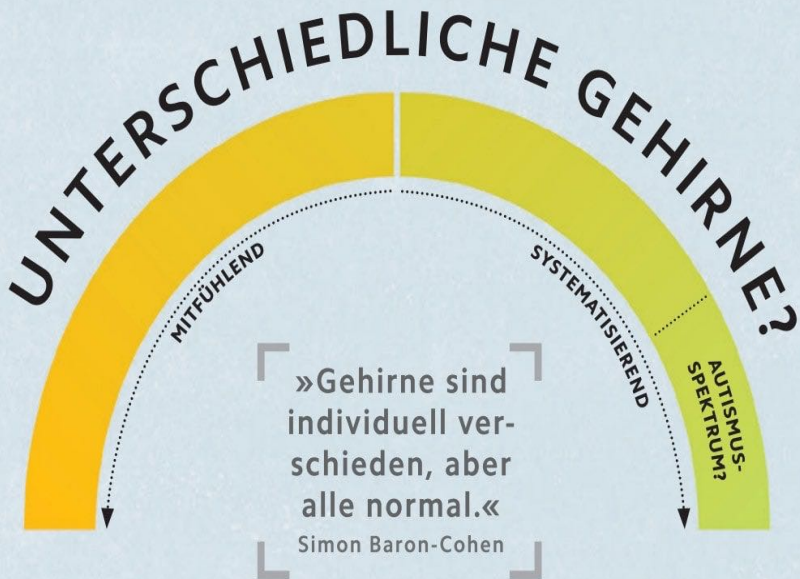 UNTERSCHIEDLICHE GEHIRNE?
MITFÜHLEND
SYSTEMATISIEREND
AUTISMUS-
SPEKTRUM?
»Gehirne sind
individuell ver-
schieden, aber
alle normal.«
Simon Baron-Cohen